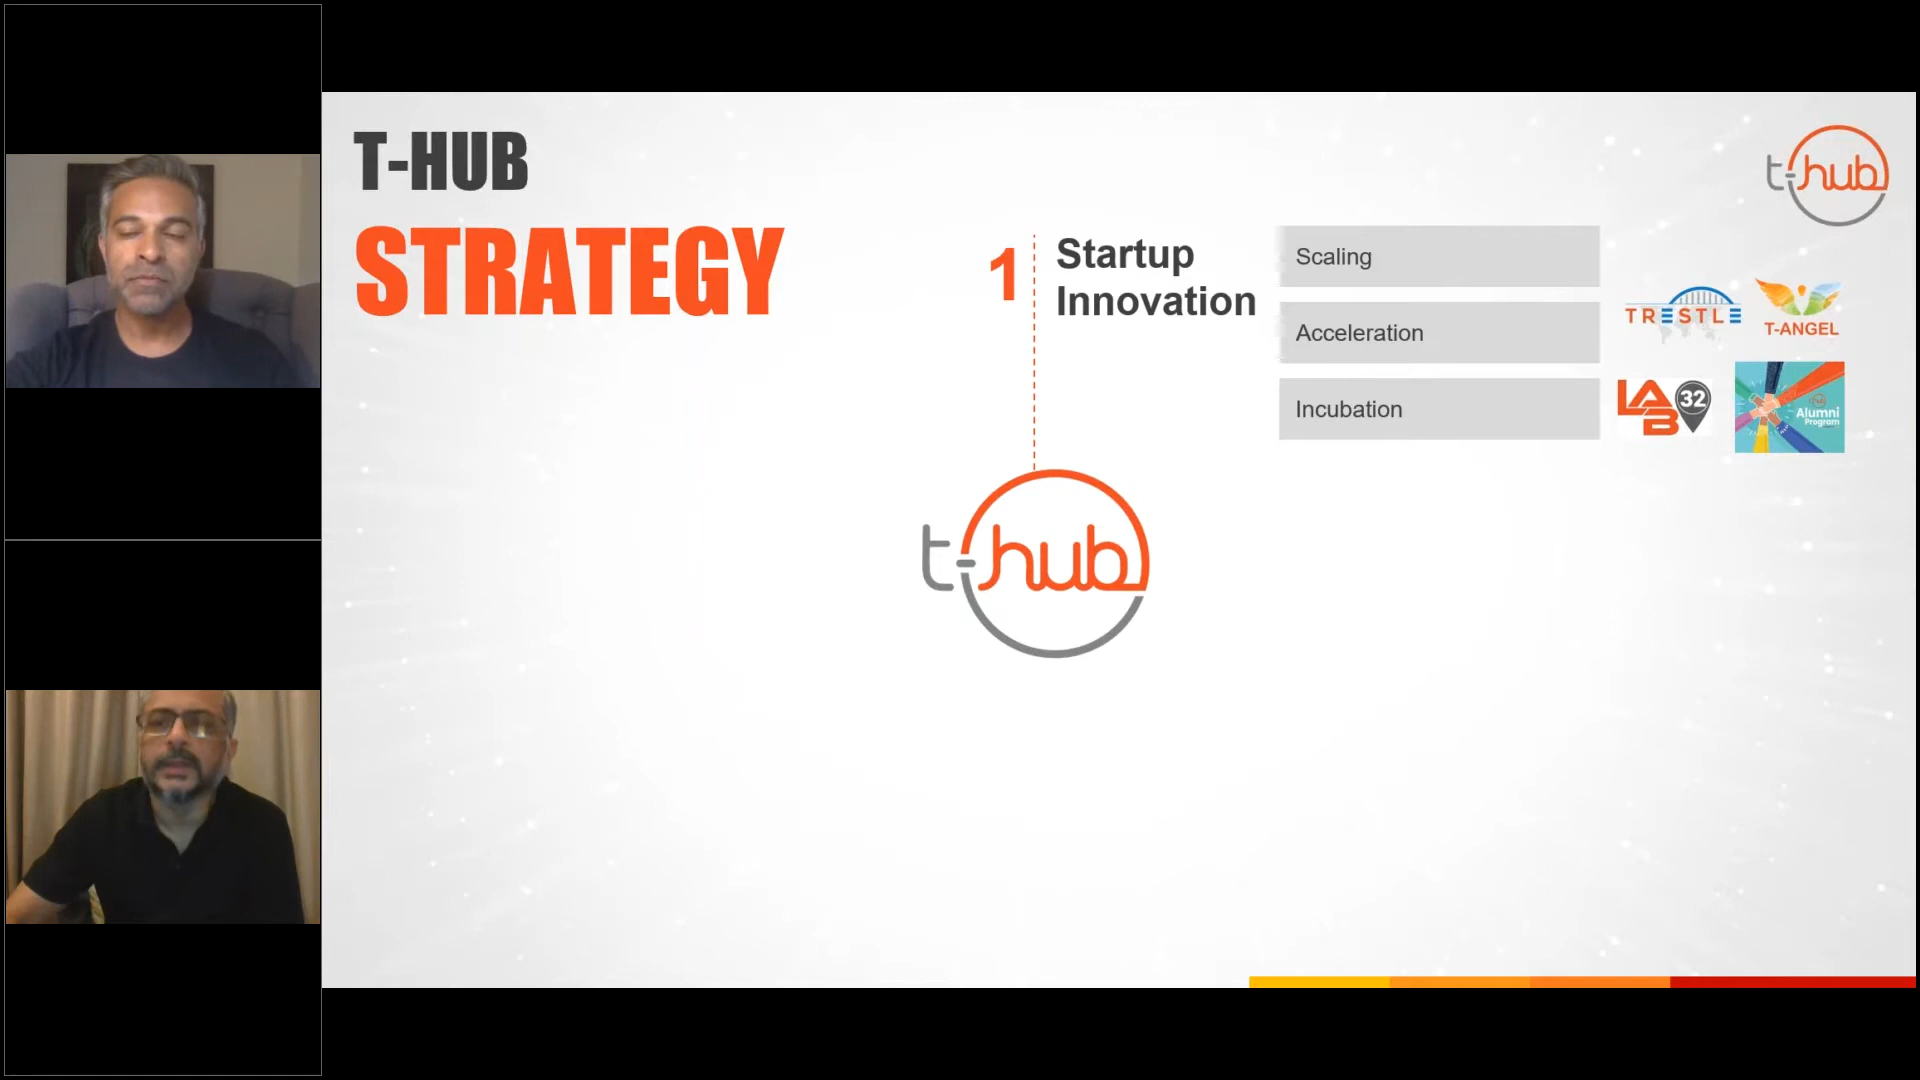 T-HUB
STRATEGY
t-hub
1
Startup
Innovation
Scaling
Acceleration
Incubation
TRESTLE
T-ANGEL
LAB
32
Alumni
Program
t-hub